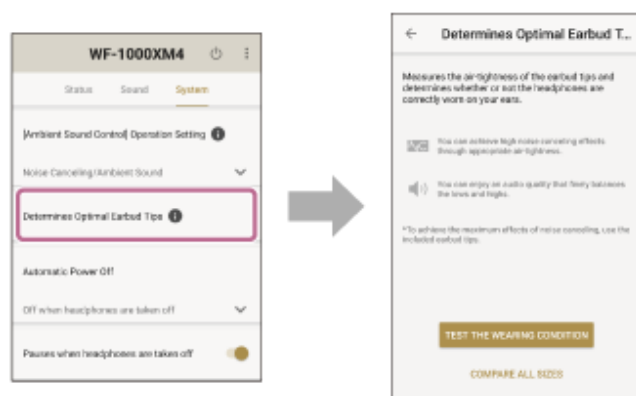 WF-1000XM4
Status Sound System
[Ambient Sound Control] Operation Setting
Noise Canceling/Ambient Sound
Determines Optimal Earbud Tips
Automatic Power Off
Off when headphones are taken off
Pauses when headphones are taken off
Determines Optimal Earbud T...
Measures the air-tightness of the earbud tips and
determines whether or not the headphones are
correctly worn on your ears.
You can achieve high noise canceling effects
through appropriate air-tightness.
You can enjoy an audio quality that finely balances
the lows and highs.
*To achieve the maximum effects of noise canceling, use the
included earbud tips.
TEST THE WEARING CONDITION
COMPARE ALL SIZES